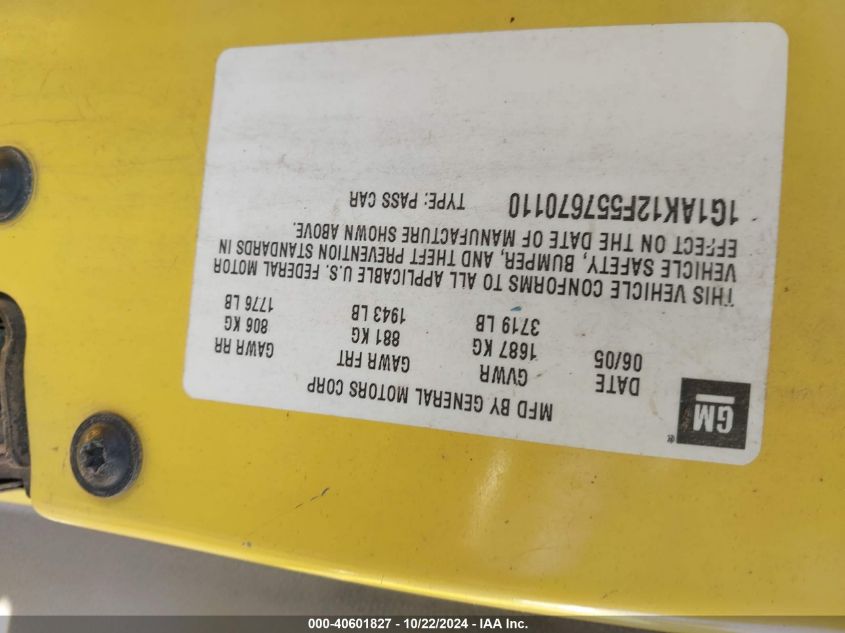 GM
®
MFD BY GENERAL MOTORS CORP
DATE GVWR GAWR FRT GAWR RR
06/05 1687 KG 881 KG 806 KG
3719 LB 1943 LB 1776 LB
THIS VEHICLE CONFORMS TO ALL APPLICABLE U.S. FEDERAL MOTOR
VEHICLE SAFETY, BUMPER, AND THEFT PREVENTION STANDARDS IN
EFFECT ON THE DATE OF MANUFACTURE SHOWN ABOVE.
1G1AK12F557670110 TYPE: PASS CAR
000-40601827 - 10/22/2024 - IAA Inc.